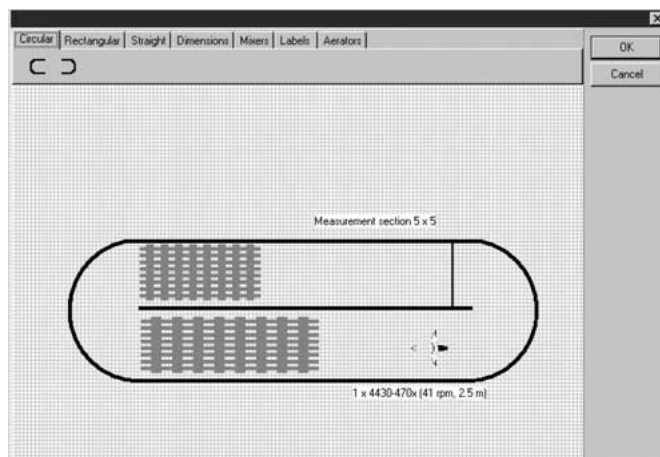 Circular Rectangular Straight Dimensions Mixers Labels Aerators
OK
Cancel
Measurement section 5 x 5
1 x 4430-470x (41 rpm, 2.5 m)